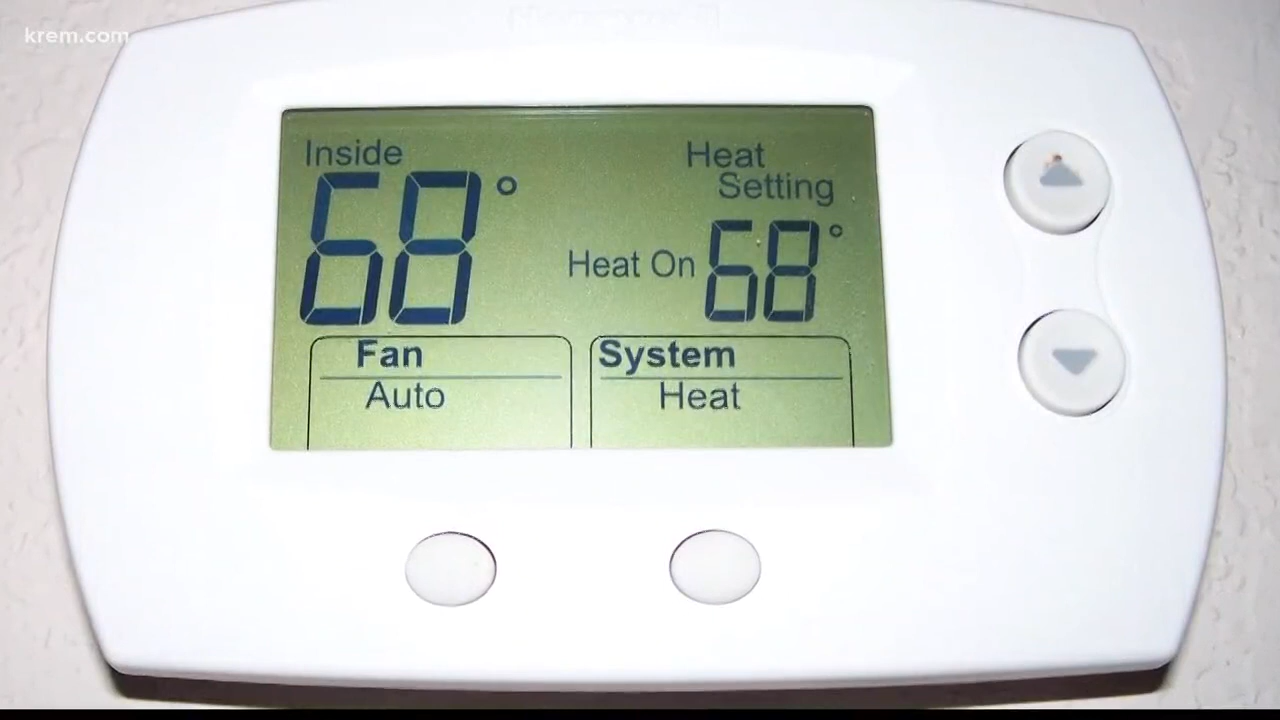 krem.com
Inside
68°
Heat
Setting
Heat On 68°
Fan
Auto
System
Heat